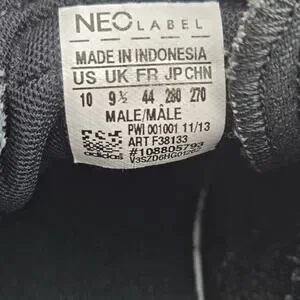 NEO LABEL
MADE IN INDONESIA
US UK FR JP CHN
10 9½ 44 280 270
MALE/MÂLE
PWI 001001 11/13
ART F38133
#108805793
adidas